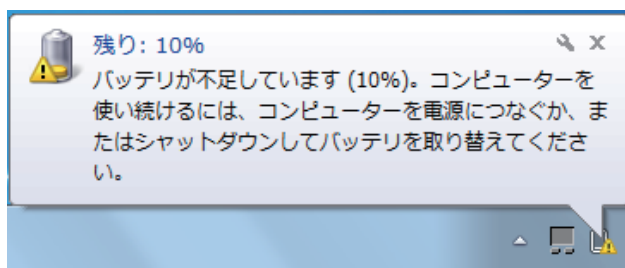 残り: 10%
バッテリが不足しています (10%)。コンピューターを
使い続けるには、コンピューターを電源につなぐか、ま
たはシャットダウンしてバッテリを取り替えてくださ
い。